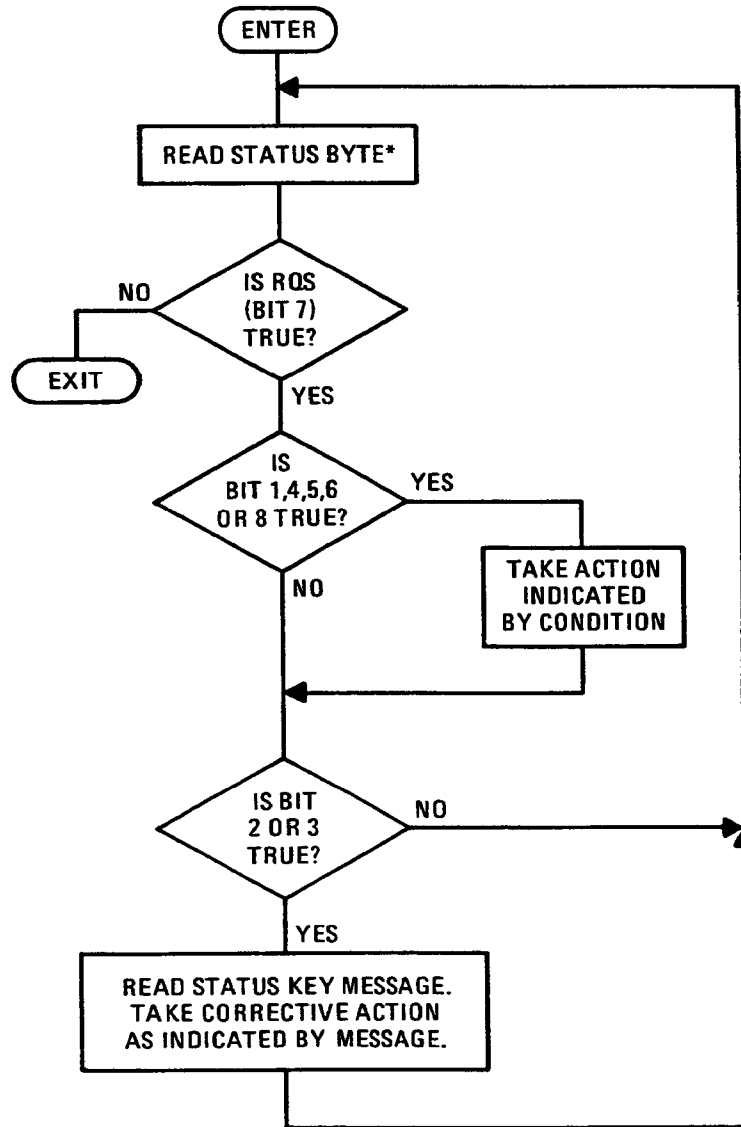 ENTER
READ STATUS BYTE*
IS RQS
(BIT 7)
TRUE?
NO
EXIT
YES
IS
BIT 1,4,5,6
OR 8 TRUE?
YES
NO
TAKE ACTION
INDICATED
BY CONDITION
IS BIT
2 OR 3
TRUE?
NO
YES
READ STATUS KEY MESSAGE.
TAKE CORRECTIVE ACTION
AS INDICATED BY MESSAGE.